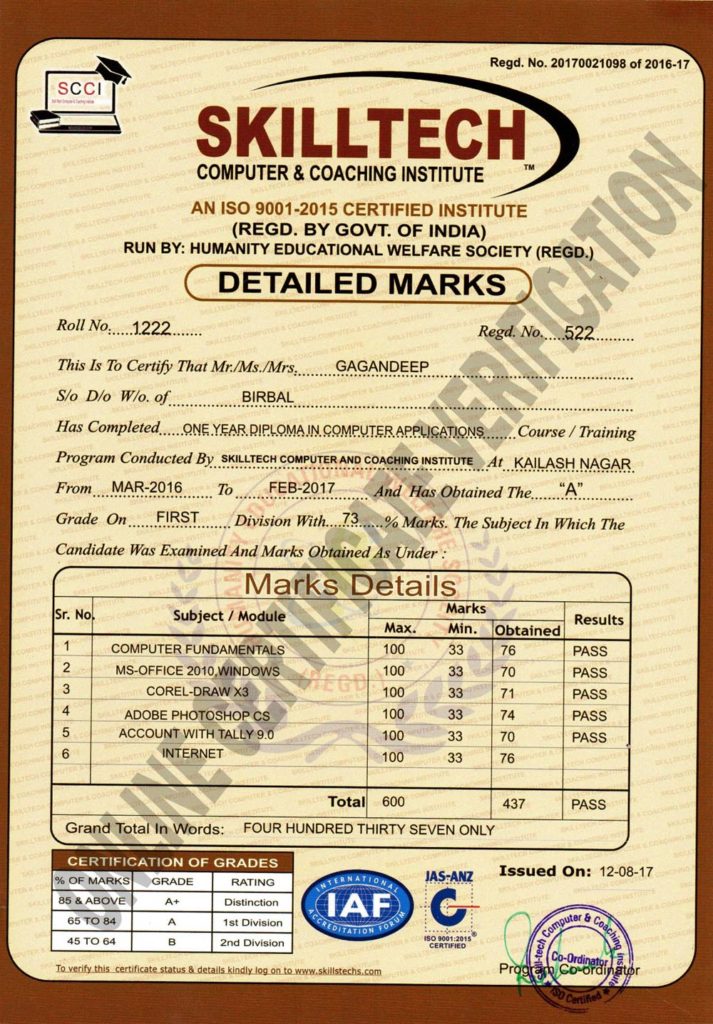 Regd. No. 20170021098 of 2016-17
SCCI
SKILLTECH
COMPUTER & COACHING INSTITUTE ™
AN ISO 9001-2015 CERTIFIED INSTITUTE
(REGD. BY GOVT. OF INDIA)
RUN BY: HUMANITY EDUCATIONAL WELFARE SOCIETY (REGD.)
DETAILED MARKS
Roll No. 1222 Regd. No. 522
This Is To Certify That Mr./Ms./Mrs. GAGANDEEP
S/o D/o W/o. of BIRBAL
Has Completed ONE YEAR DIPLOMA IN COMPUTER APPLICATIONS Course / Training
Program Conducted By SKILLTECH COMPUTER AND COACHING INSTITUTE At KAILASH NAGAR
From MAR-2016 To FEB-2017 And Has Obtained The "A"
Grade On FIRST Division With 73 % Marks. The Subject In Which The
Candidate Was Examined And Marks Obtained As Under :
Marks Details
Sr. No. Subject / Module Marks Results
Max. Min. Obtained
1 COMPUTER FUNDAMENTALS 100 33 76 PASS
2 MS-OFFICE 2010,WINDOWS 100 33 70 PASS
3 COREL-DRAW X3 100 33 71 PASS
4 ADOBE PHOTOSHOP CS 100 33 74 PASS
5 ACCOUNT WITH TALLY 9.0 100 33 70 PASS
6 INTERNET 100 33 76
Total 600 437 PASS
Grand Total In Words: FOUR HUNDRED THIRTY SEVEN ONLY
ONLINE CERTIFICATE VERIFICATION
CERTIFICATION OF GRADES
% OF MARKS GRADE RATING
85 & ABOVE A+ Distinction
65 TO 84 A 1st Division
45 TO 64 B 2nd Division
INTERNATIONAL
IAF
ACCREDITATION FORUM
JAS-ANZ
C
ISO 9001:2015
CERTIFIED
Issued On: 12-08-17
Skill-tech Computer & Coaching Institute
Co-Ordinator
ISO Certified
Program Co-ordinator
To verify this certificate status & details kindly log on to www.skillstechs.com